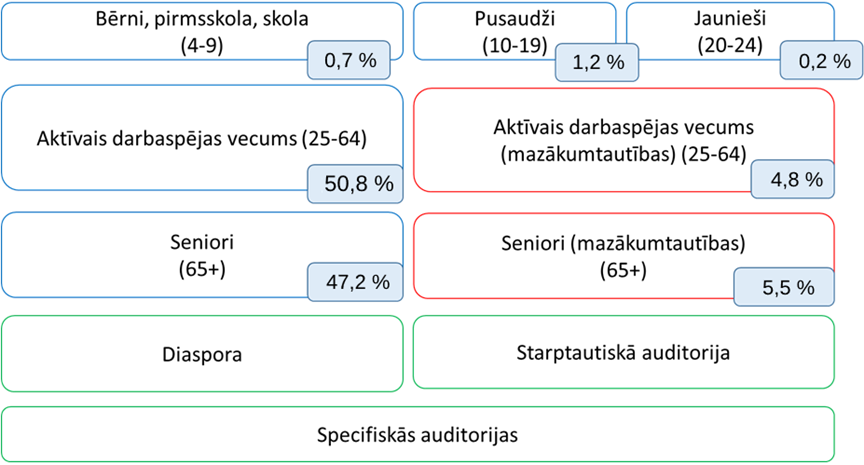 Bērni, pirmsskola, skola
(4-9)
0,7 %
Pusaudži
(10-19)
1,2 %
Jaunieši
(20-24)
0,2 %
Aktīvais darbaspējas vecums (25-64)
50,8 %
Aktīvais darbaspējas vecums
(mazākumtautības) (25-64)
4,8 %
Seniori
(65+)
47,2 %
Seniori (mazākumtautības)
(65+)
5,5 %
Diaspora
Starptautiskā auditorija
Specifiskās auditorijas